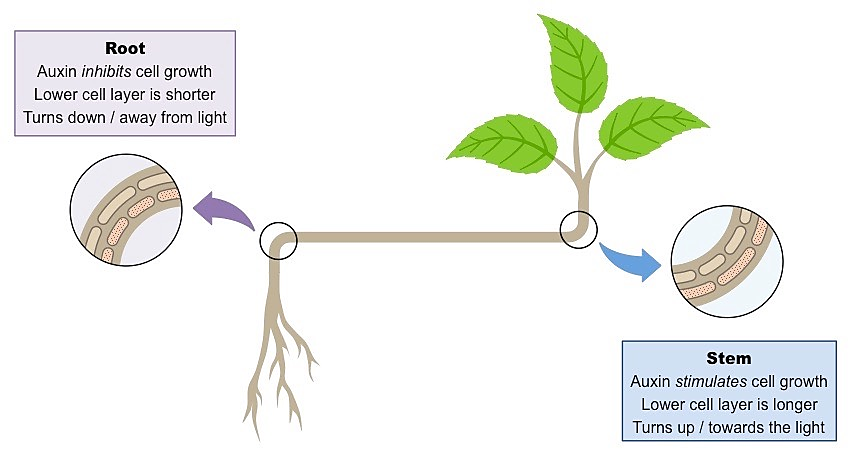 Root
Auxin inhibits cell growth
Lower cell layer is shorter
Turns down / away from light
Stem
Auxin stimulates cell growth
Lower cell layer is longer
Turns up / towards the light